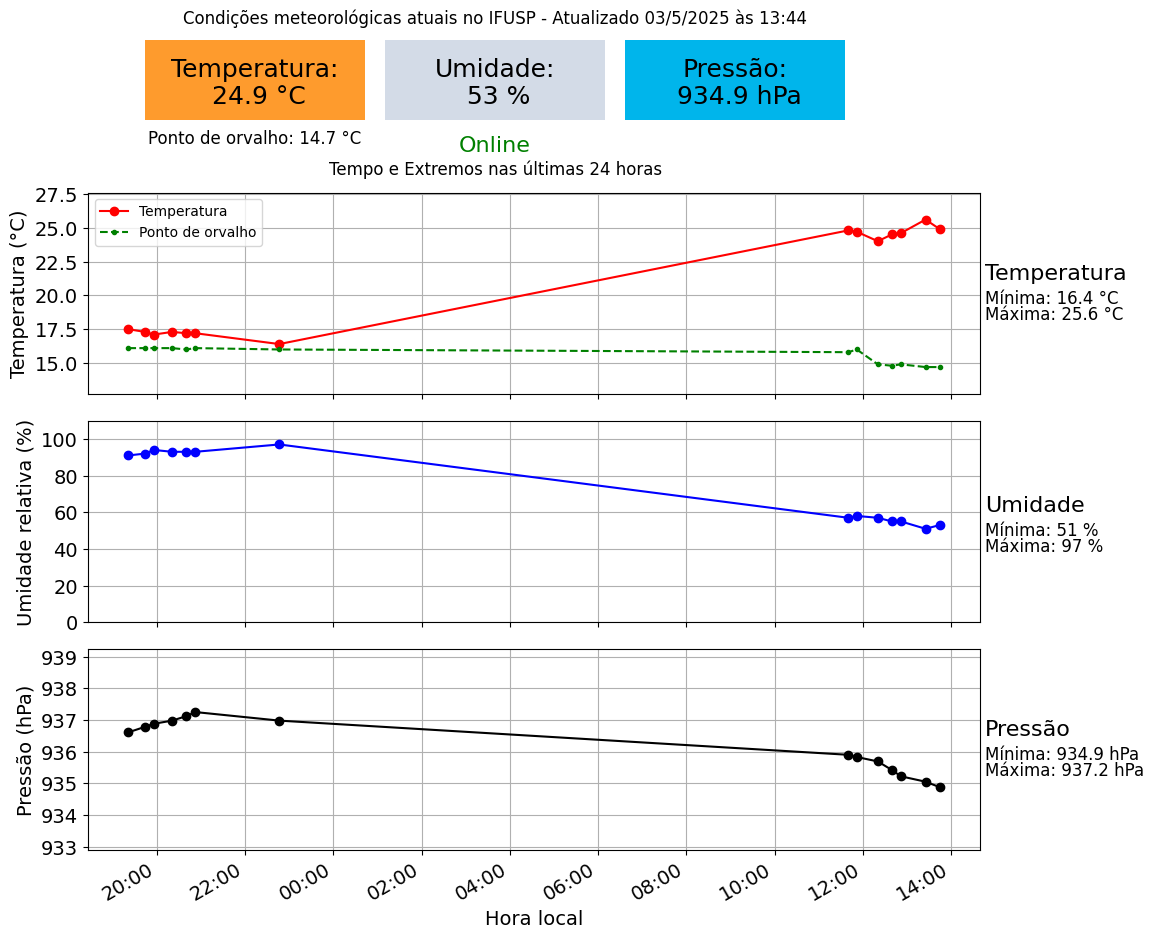 Condições meteorológicas atuais no IFUSP - Atualizado 03/5/2025 às 13:44
Temperatura:
24.9 °C
Umidade:
53 %
Pressão:
934.9 hPa
Ponto de orvalho: 14.7 °C
Online
Tempo e Extremos nas últimas 24 horas
Temperatura (°C)
27.5
25.0
22.5
20.0
17.5
15.0
Temperatura
Ponto de orvalho
Temperatura
Mínima: 16.4 °C
Máxima: 25.6 °C
Umidade relativa (%)
100
80
60
40
20
0
Umidade
Mínima: 51 %
Máxima: 97 %
Pressão (hPa)
939
938
937
936
935
934
933
Pressão
Mínima: 934.9 hPa
Máxima: 937.2 hPa
20:00
22:00
00:00
02:00
04:00
06:00
08:00
10:00
12:00
14:00
Hora local